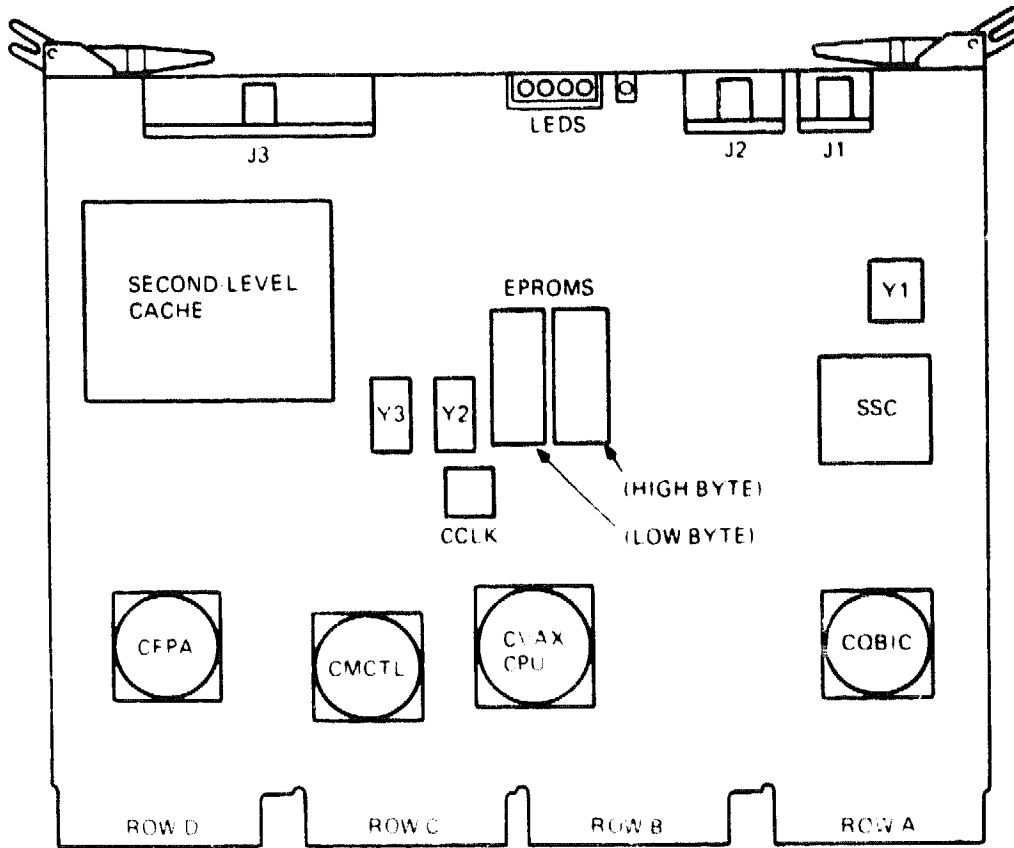 LEDS
J3
J2
J1
SECOND-LEVEL
CACHE
EPROMS
Y1
Y3
Y2
SSC
(HIGH BYTE)
CCLK
(LOW BYTE)
CFPA
CMCTL
CVAX
CPU
CQBIC
ROW D
ROW C
ROW B
ROW A